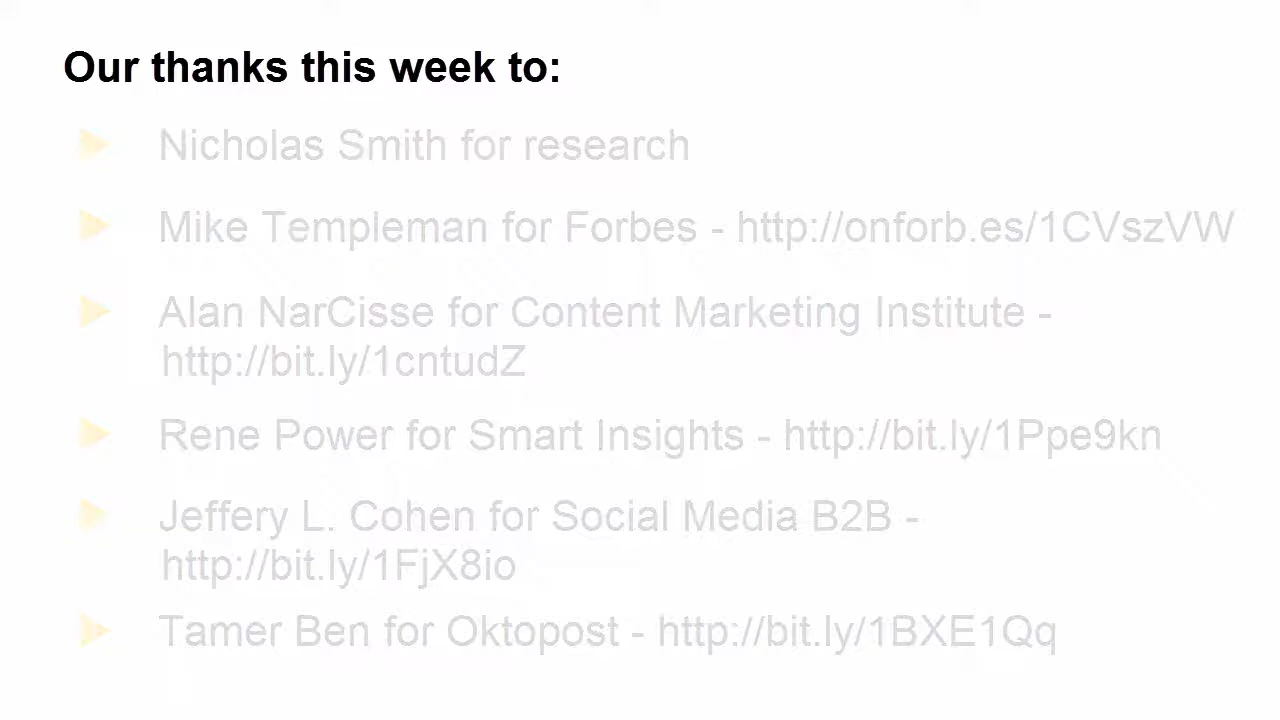 Our thanks this week to:
Nicholas Smith for research
Mike Templeman for Forbes - http://onforb.es/1CVszVW
Alan NarCisse for Content Marketing Institute -
http://bit.ly/1cntudZ
Rene Power for Smart Insights - http://bit.ly/1Ppe9kn
Jeffery L. Cohen for Social Media B2B -
http://bit.ly/1FjX8io
Tamer Ben for Oktopost - http://bit.ly/1BXE1Qq